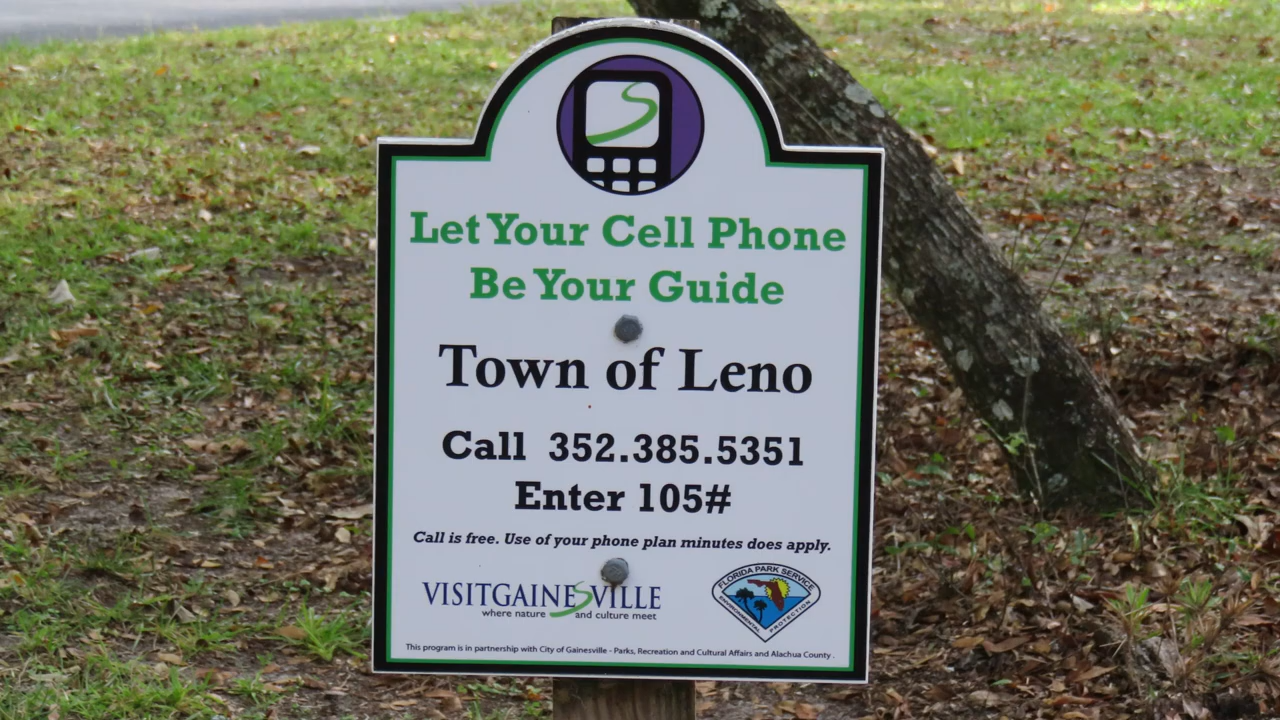 Let Your Cell Phone
Be Your Guide
Town of Leno
Call 352.385.5351
Enter 105#
Call is free. Use of your phone plan minutes does apply.
VISITGAINESVILLE
where nature and culture meet
FLORIDA PARK SERVICE
ENVIRONMENTAL PROTECTION
This program is in partnership with City of Gainesville - Parks, Recreation and Cultural Affairs and Alachua County .